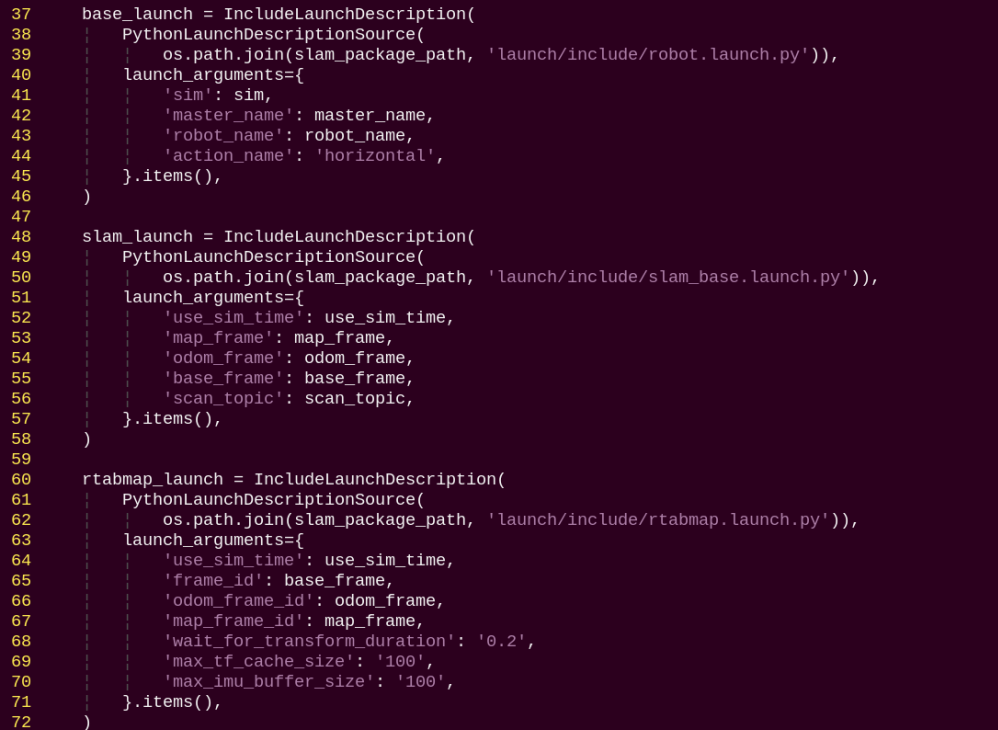 37     base_launch = IncludeLaunchDescription(
38         PythonLaunchDescriptionSource(
39             os.path.join(slam_package_path, 'launch/include/robot.launch.py')),
40         launch_arguments={
41             'sim': sim,
42             'master_name': master_name,
43             'robot_name': robot_name,
44             'action_name': 'horizontal',
45         }.items(),
46     )
47
48     slam_launch = IncludeLaunchDescription(
49         PythonLaunchDescriptionSource(
50             os.path.join(slam_package_path, 'launch/include/slam_base.launch.py')),
51         launch_arguments={
52             'use_sim_time': use_sim_time,
53             'map_frame': map_frame,
54             'odom_frame': odom_frame,
55             'base_frame': base_frame,
56             'scan_topic': scan_topic,
57         }.items(),
58     )
59
60     rtabmap_launch = IncludeLaunchDescription(
61         PythonLaunchDescriptionSource(
62             os.path.join(slam_package_path, 'launch/include/rtabmap.launch.py')),
63         launch_arguments={
64             'use_sim_time': use_sim_time,
65             'frame_id': base_frame,
66             'odom_frame_id': odom_frame,
67             'map_frame_id': map_frame,
68             'wait_for_transform_duration': '0.2',
69             'max_tf_cache_size': '100',
70             'max_imu_buffer_size': '100',
71         }.items(),
72     )